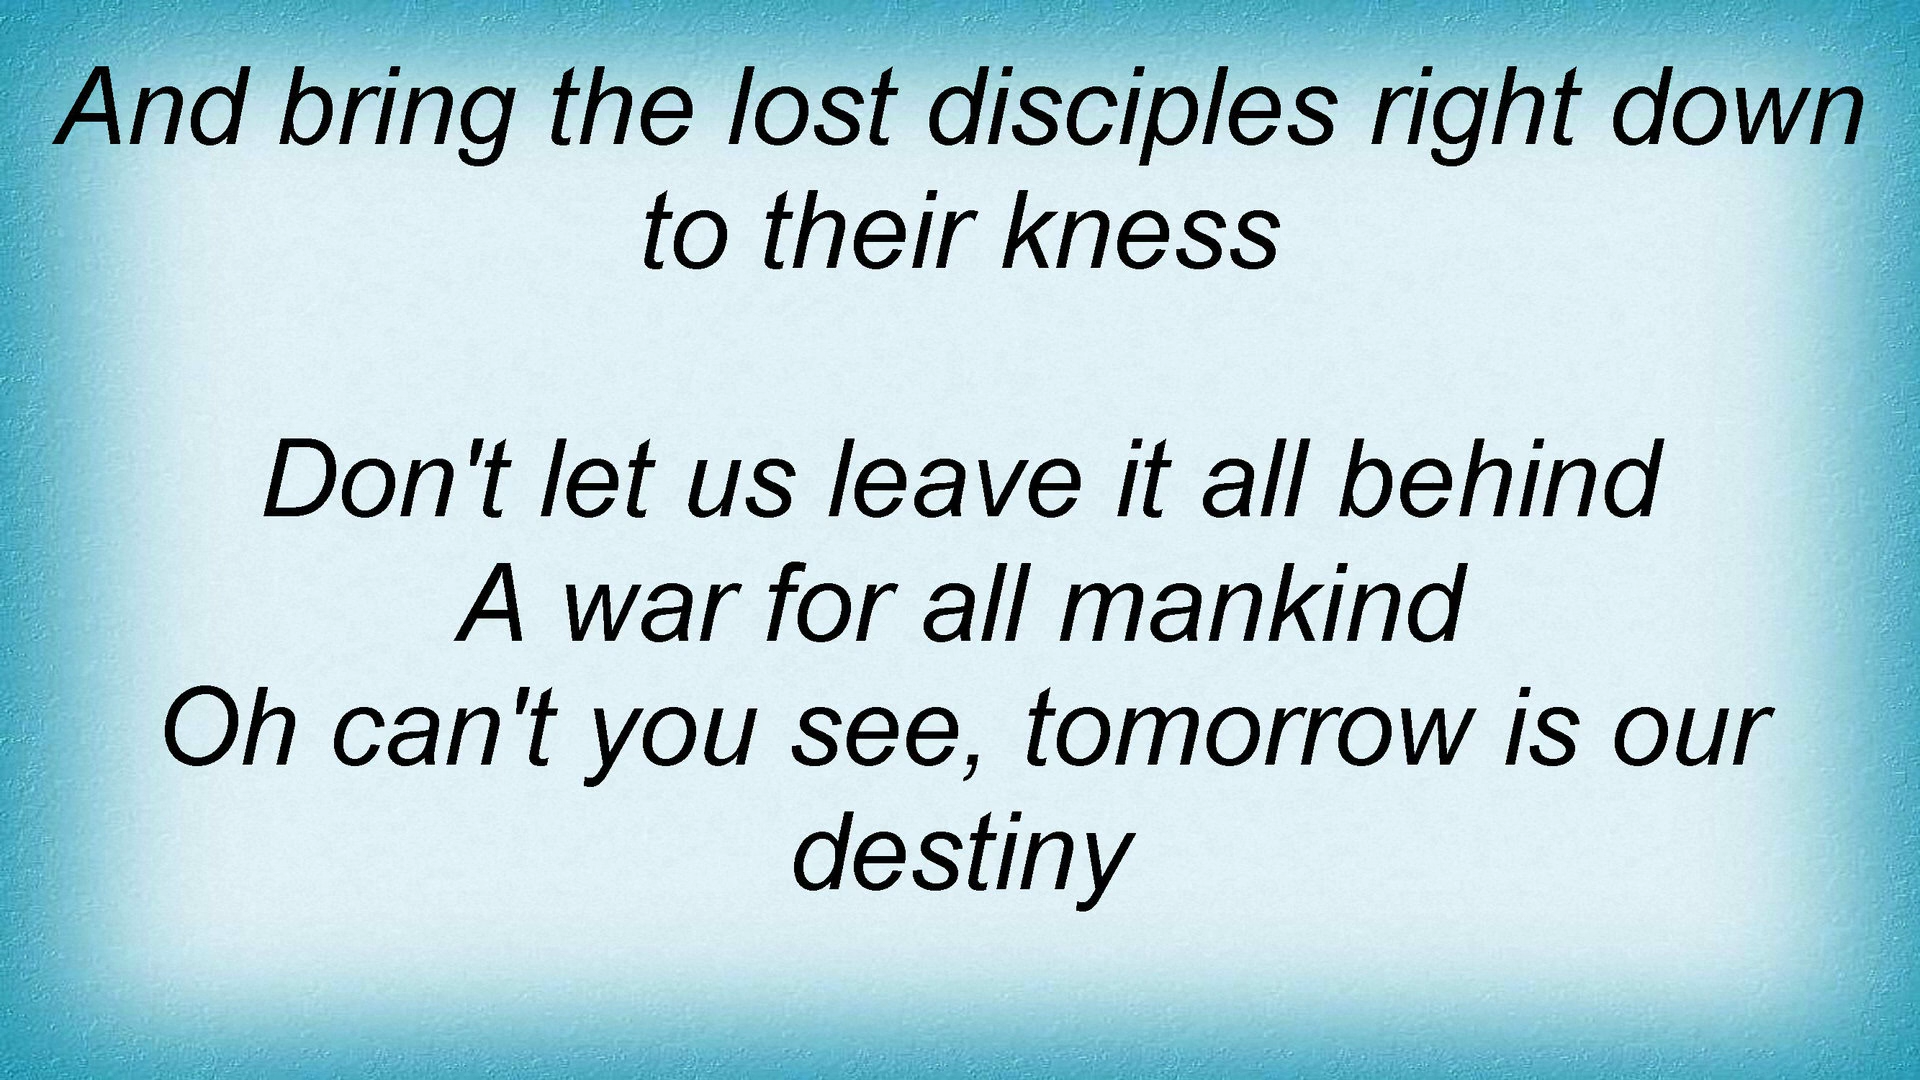 And bring the lost disciples right down
to their kness
Don't let us leave it all behind
A war for all mankind
Oh can't you see, tomorrow is our
destiny